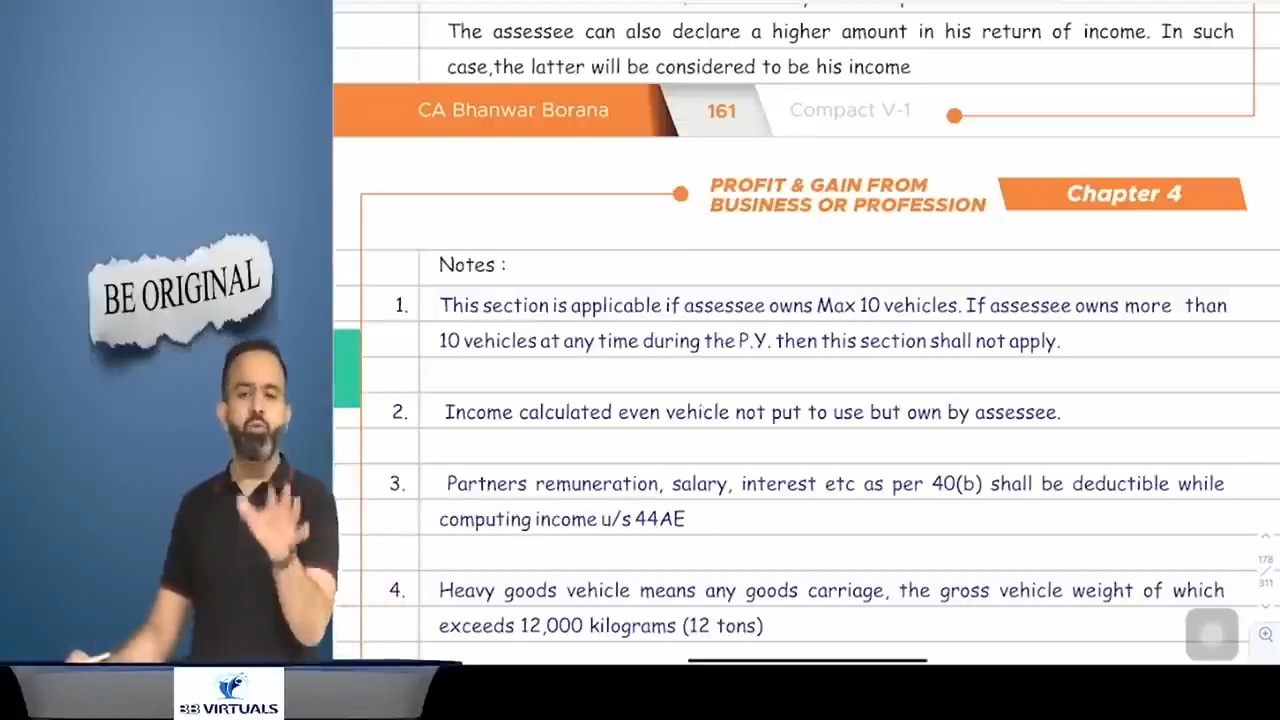 The assessee can also declare a higher amount in his return of income. In such
case,the latter will be considered to be his income
CA Bhanwar Borana
161
Compact V-1
PROFIT & GAIN FROM
BUSINESS OR PROFESSION
Chapter 4
Notes :
1. This section is applicable if assessee owns Max 10 vehicles. If assessee owns more than
10 vehicles at any time during the P.Y. then this section shall not apply.
2. Income calculated even vehicle not put to use but own by assessee.
3. Partners remuneration, salary, interest etc as per 40(b) shall be deductible while
computing income u/s 44AE
4. Heavy goods vehicle means any goods carriage, the gross vehicle weight of which
exceeds 12,000 kilograms (12 tons)
178
311
BE ORIGINAL
BB VIRTUALS